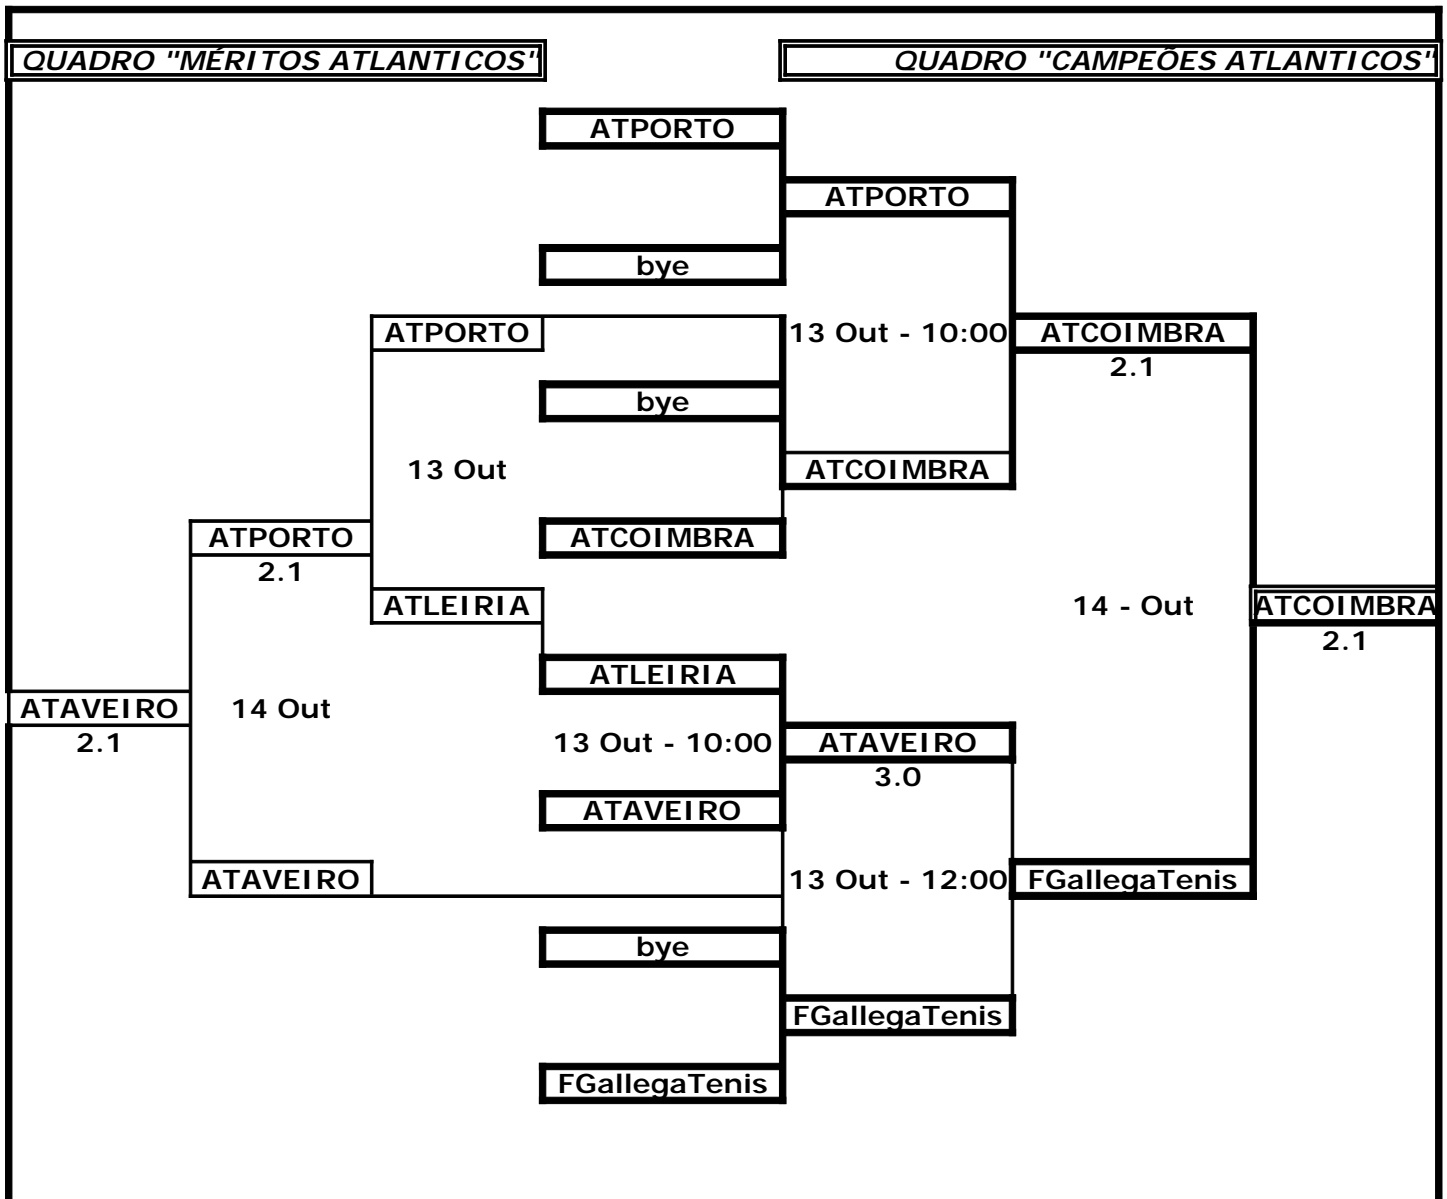 QUADRO "MÉRITOS ATLANTICOS"
QUADRO "CAMPEÕES ATLANTICOS"
ATPORTO
ATPORTO
bye
ATPORTO
13 Out - 10:00
ATCOIMBRA
2.1
bye
13 Out
ATCOIMBRA
ATPORTO
2.1
ATCOIMBRA
ATLEIRIA
14 - Out
ATCOIMBRA
2.1
ATLEIRIA
ATAVEIRO
2.1
14 Out
13 Out - 10:00
ATAVEIRO
3.0
ATAVEIRO
ATAVEIRO
13 Out - 12:00
FGallegaTenis
bye
FGallegaTenis
FGallegaTenis